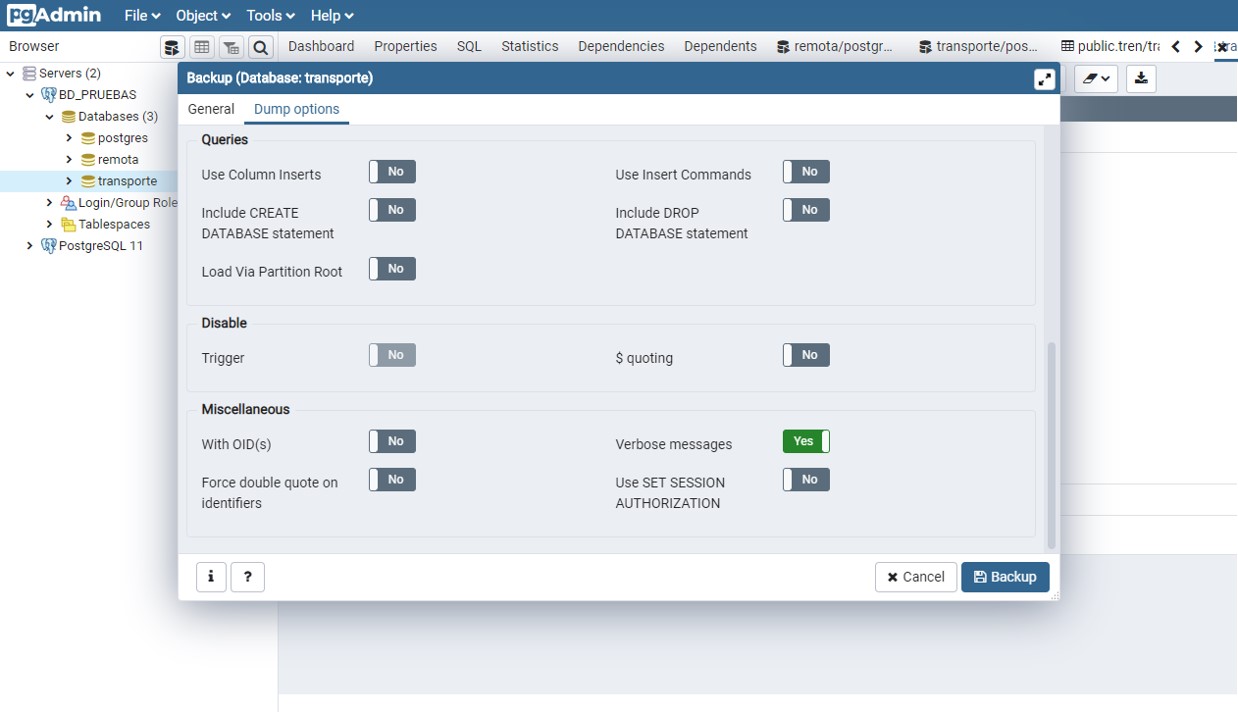 pgAdmin File Object Tools Help
Browser Dashboard Properties SQL Statistics Dependencies Dependents remota/postgr... transporte/pos... public.tren/tra
Servers (2)
BD_PRUEBAS
Databases (3)
postgres
remota
transporte
Login/Group Role
Tablespaces
PostgreSQL 11
Backup (Database: transporte)
General Dump options
Queries
Use Column Inserts No Use Insert Commands No
Include CREATE No Include DROP No
DATABASE statement DATABASE statement
Load Via Partition Root No
Disable
Trigger No $ quoting No
Miscellaneous
With OID(s) No Verbose messages Yes
Force double quote on No Use SET SESSION No
identifiers AUTHORIZATION
i ? Cancel Backup